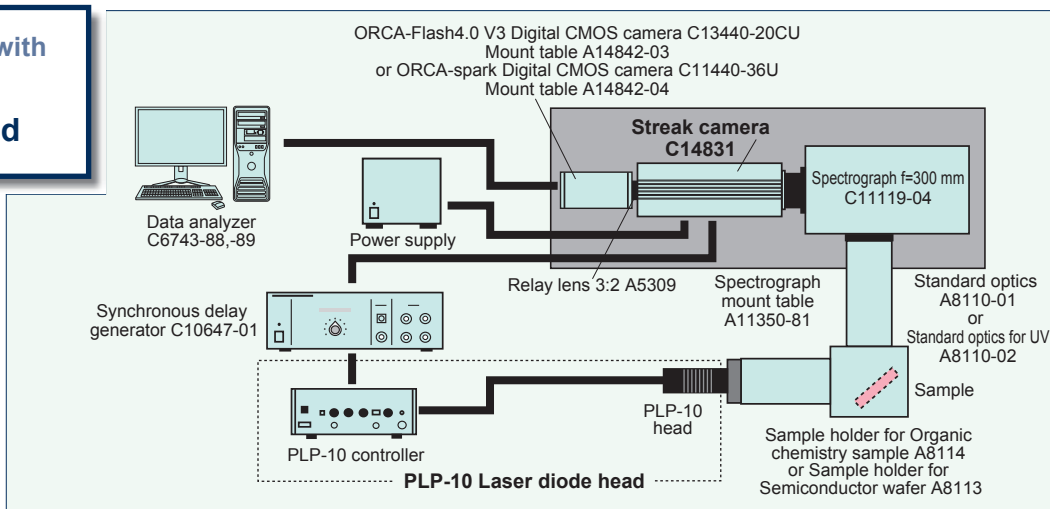 with
d
ORCA-Flash4.0 V3 Digital CMOS camera C13440-20CU
Mount table A14842-03
or ORCA-spark Digital CMOS camera C11440-36U
Mount table A14842-04
Streak camera
C14831
Spectrograph f=300 mm
C11119-04
Data analyzer
C6743-88,-89
Power supply
Relay lens 3:2 A5309
Spectrograph
mount table
A11350-81
Standard optics
A8110-01
or
Standard optics for UV
A8110-02
Synchronous delay
generator C10647-01
Sample
PLP-10
head
PLP-10 controller
Sample holder for Organic
chemistry sample A8114
or Sample holder for
Semiconductor wafer A8113
PLP-10 Laser diode head